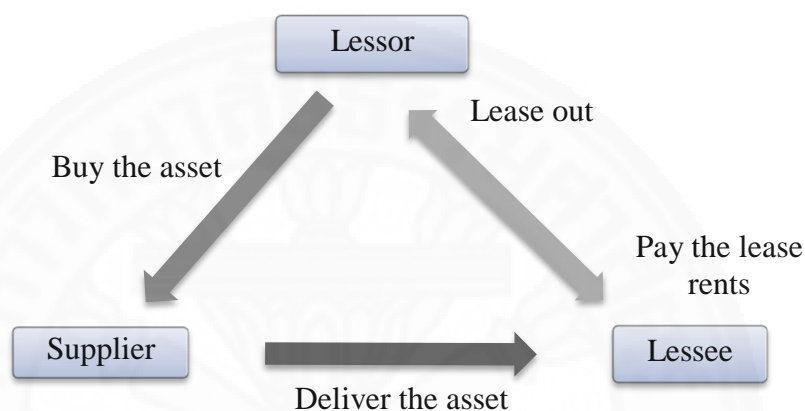 Lessor
Lease out
Buy the asset
Pay the lease
rents
Supplier
Lessee
Deliver the asset